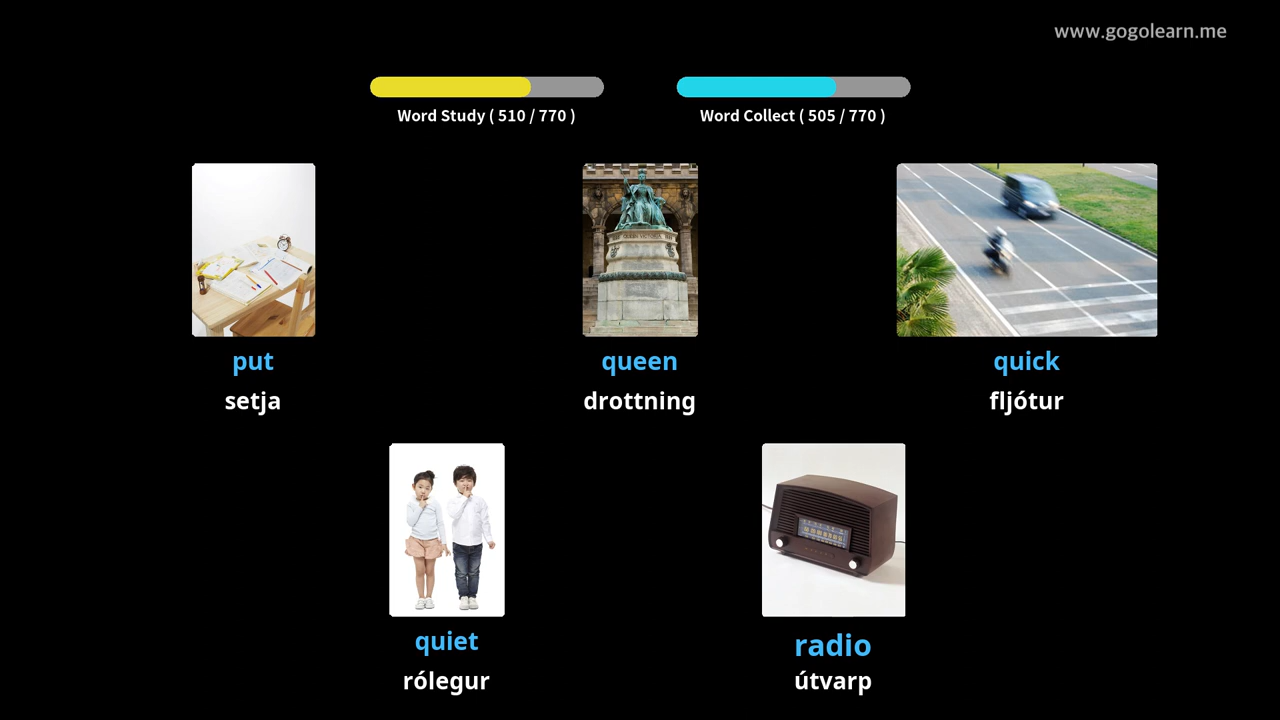 www.gogolearn.me
Word Study ( 510 / 770 )
Word Collect ( 505 / 770 )
put
setja
queen
drottning
quick
fljótur
quiet
rólegur
radio
útvarp